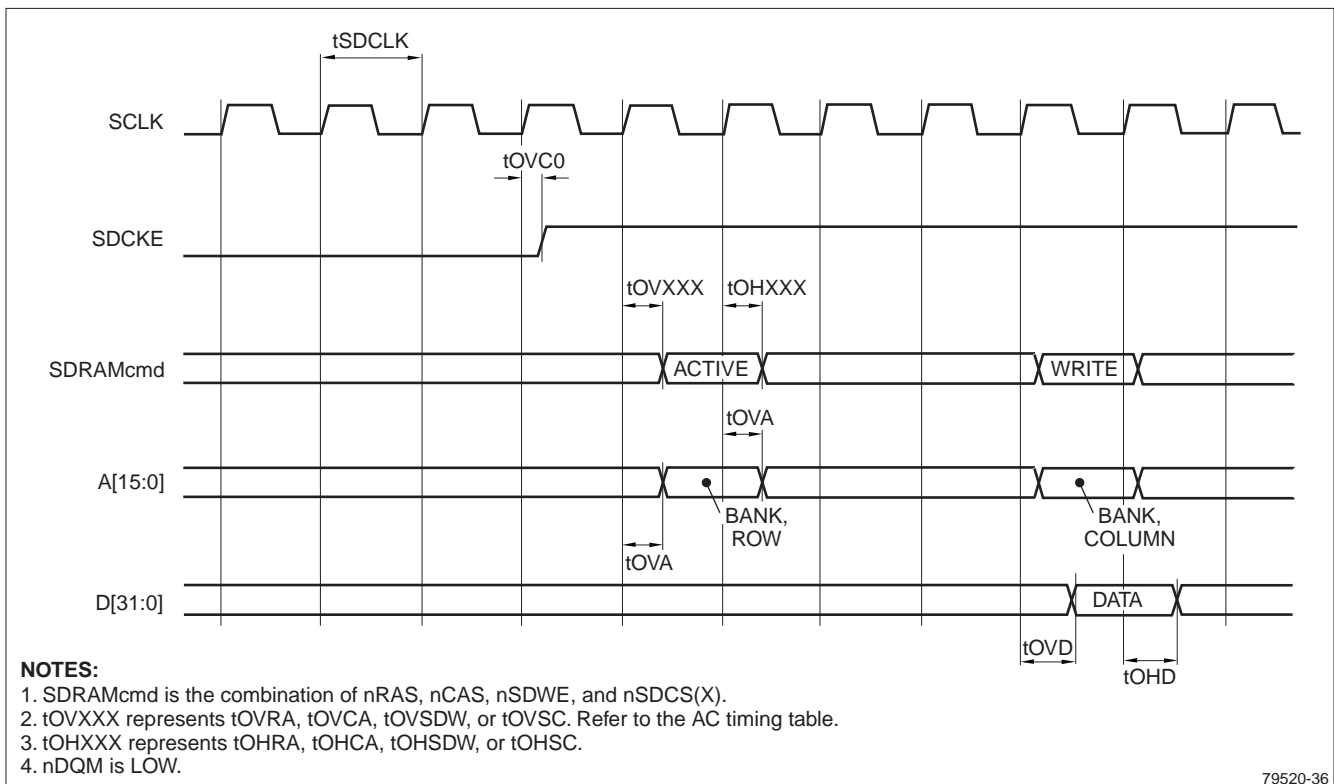 tSDCLK
SCLK
tOVC0
SDCKE
tOVXXX
tOHXXX
SDRAMcmd
ACTIVE
WRITE
tOVA
A[15:0]
BANK,
ROW
BANK,
COLUMN
tOVA
D[31:0]
DATA
tOVD
tOHD
NOTES:
1. SDRAMcmd is the combination of nRAS, nCAS, nSDWE, and nSDCS(X).
2. tOVXXX represents tOVRA, tOVCA, tOVSDW, or tOVSC. Refer to the AC timing table.
3. tOHXXX represents tOHRA, tOHCA, tOHSDW, or tOHSC.
4. nDQM is LOW.
79520-36